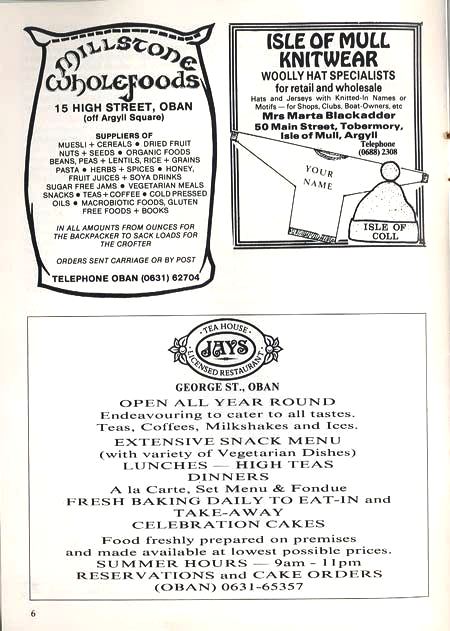 Millstone
Wholefoods
15 HIGH STREET, OBAN
(off Argyll Square)
SUPPLIERS OF
MUESLI + CEREALS ● DRIED FRUIT
NUTS + SEEDS ● ORGANIC FOODS
BEANS, PEAS + LENTILS, RICE + GRAINS
PASTA ● HERBS + SPICES ● HONEY,
FRUIT JUICES + SOYA DRINKS
SUGAR FREE JAMS ● VEGETARIAN MEALS
SNACKS ● TEAS + COFFEE ● COLD PRESSED
OILS ● MACROBIOTIC FOODS, GLUTEN
FREE FOODS + BOOKS
IN ALL AMOUNTS FROM OUNCES FOR
THE BACKPACKER TO SACK LOADS FOR
THE CROFTER
ORDERS SENT CARRIAGE OR BY POST
TELEPHONE OBAN (0631) 62704
ISLE OF MULL
KNITWEAR
WOOLLY HAT SPECIALISTS
for retail and wholesale
Hats and Jerseys with Knitted-In Names or
Motifs — for Shops, Clubs, Boat-Owners, etc
Mrs Marta Blackadder
50 Main Street, Tobermory,
Isle of Mull, Argyll
Telephone
(0688) 2308
YOUR
NAME
ISLE OF
COLL
· TEA HOUSE ·
JAYS
LICENSED RESTAURANT
GEORGE ST., OBAN
OPEN ALL YEAR ROUND
Endeavouring to cater to all tastes.
Teas, Coffees, Milkshakes and Ices.
EXTENSIVE SNACK MENU
(with variety of Vegetarian Dishes)
LUNCHES — HIGH TEAS
DINNERS
A la Carte, Set Menu & Fondue
FRESH BAKING DAILY TO EAT-IN and
TAKE-AWAY
CELEBRATION CAKES
Food freshly prepared on premises
and made available at lowest possible prices.
SUMMER HOURS — 9am - 11pm
RESERVATIONS and CAKE ORDERS
(OBAN) 0631-65357
6